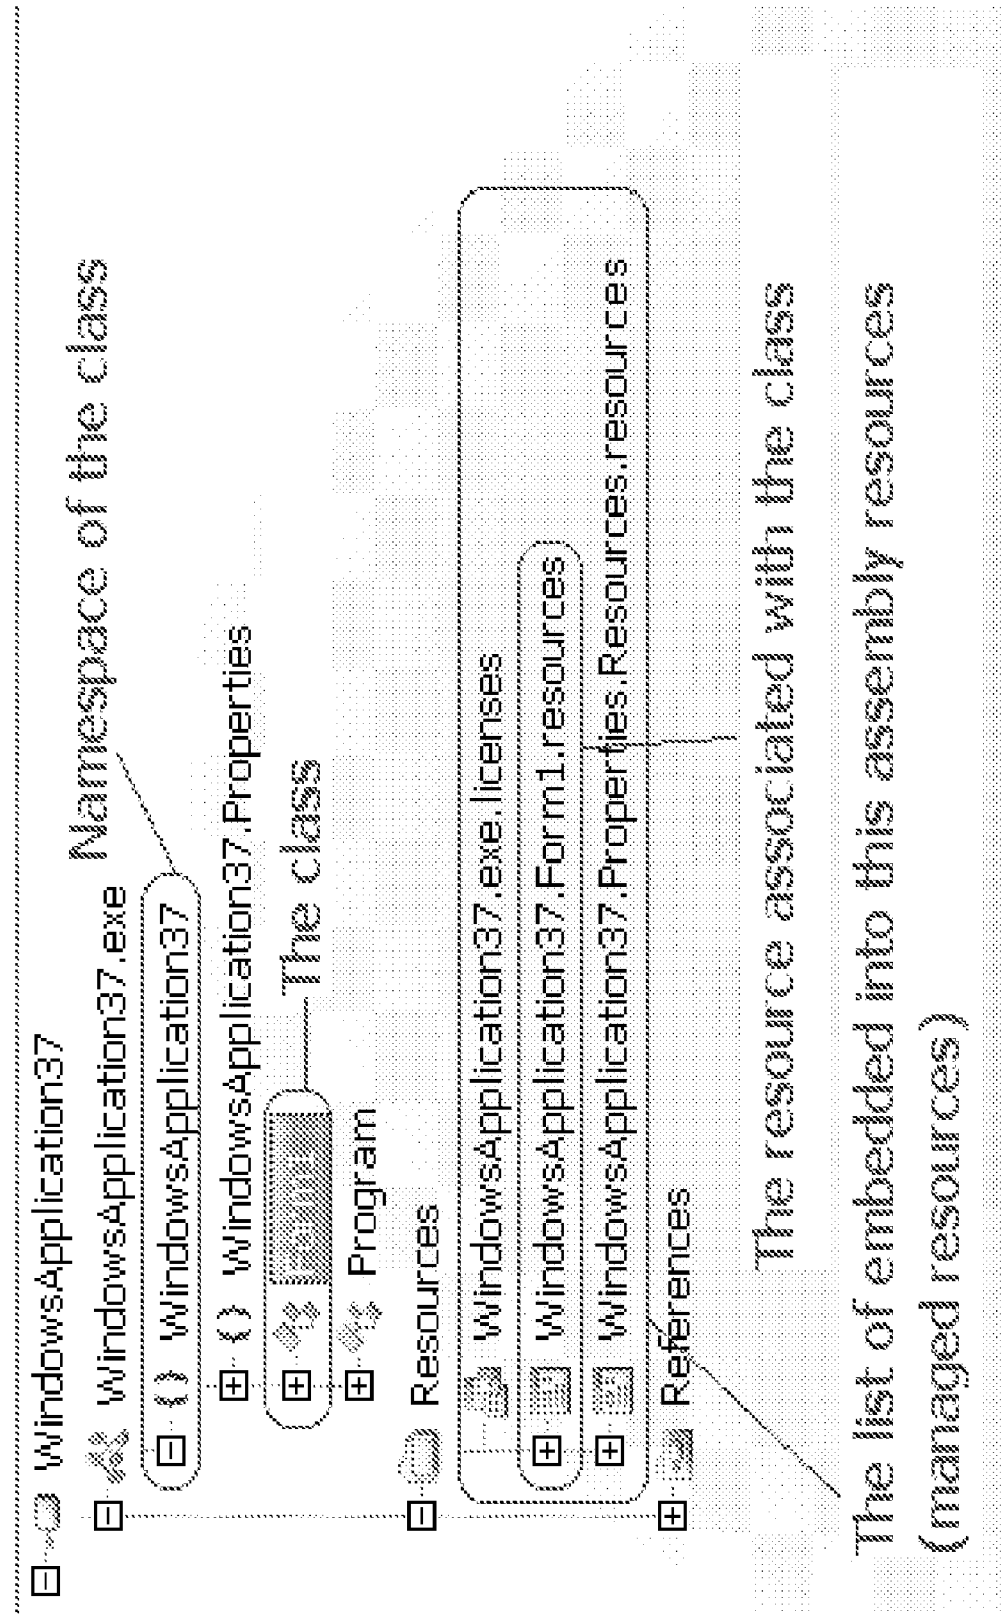 WindowsApplication37
WindowsApplication37.exe
Namespace of the class
WindowsApplication37
WindowsApplication37.Properties
The class
Program
Resources
WindowsApplication37.exe.licenses
WindowsApplication37.Form1.resources
WindowsApplication37.Properties.Resources.resources
References
The resource associated with the class
The list of embedded into this assembly resources
(managed resources)